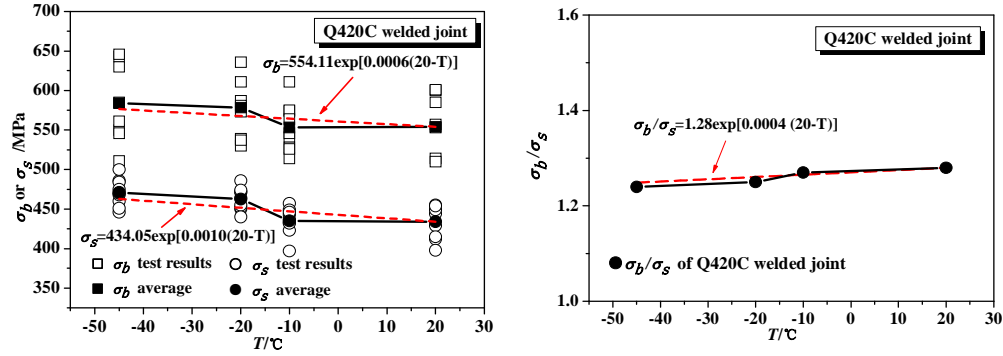 700
650
600
550
500
450
400
350
σb or σs /MPa
Q420C welded joint
σb=554.11exp[0.0006(20-T)]
σs=434.05exp[0.0010(20-T)]
σb test results
σs test results
σb average
σs average
-50 -40 -30 -20 -10 0 10 20 30
T/℃
1.6
1.4
1.2
1.0
σb/σs
Q420C welded joint
σb/σs=1.28exp[0.0004 (20-T)]
σb/σs of Q420C welded joint
-50 -40 -30 -20 -10 0 10 20 30
T/℃